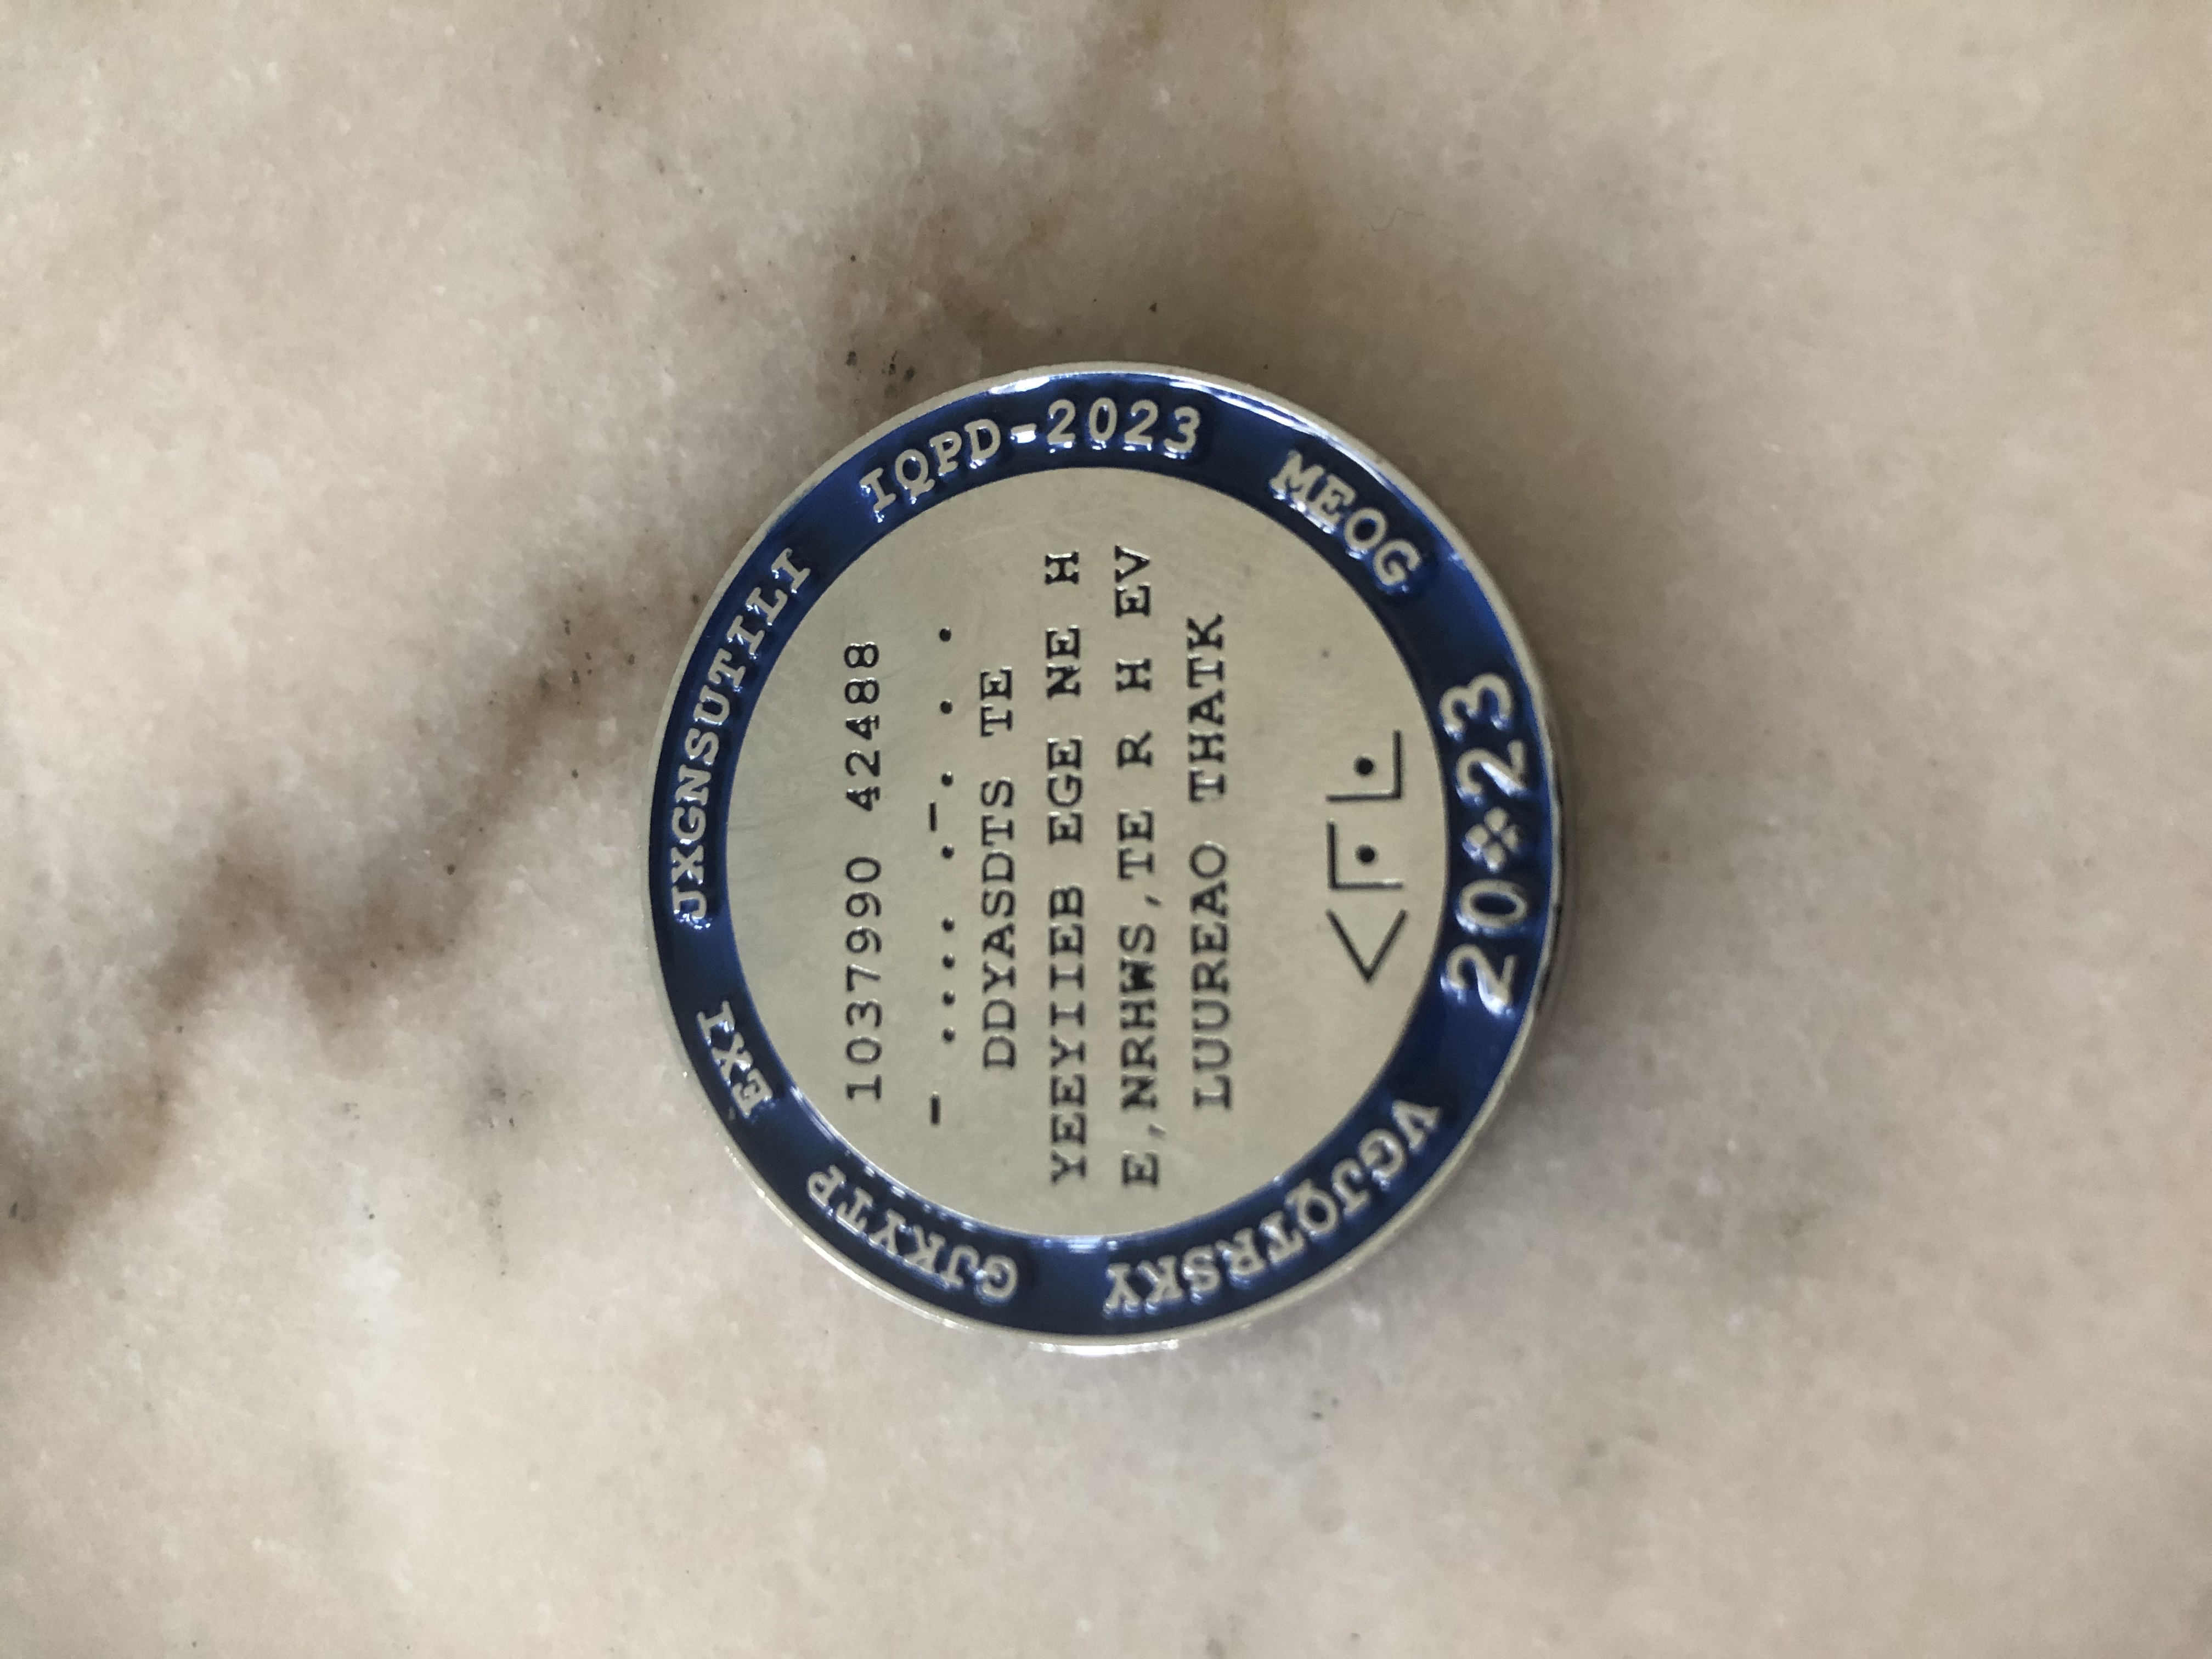 VGJQTRSKY GJKYTP EXI JXGNSUTILI IQPD-2023 MEOG
1037990 42488
- .... .-. . .
DDYASDTS TE
YEEYIIEB EGE NE H
E,NRHWS,TE R H EV
LUUREAO THATK
20 23